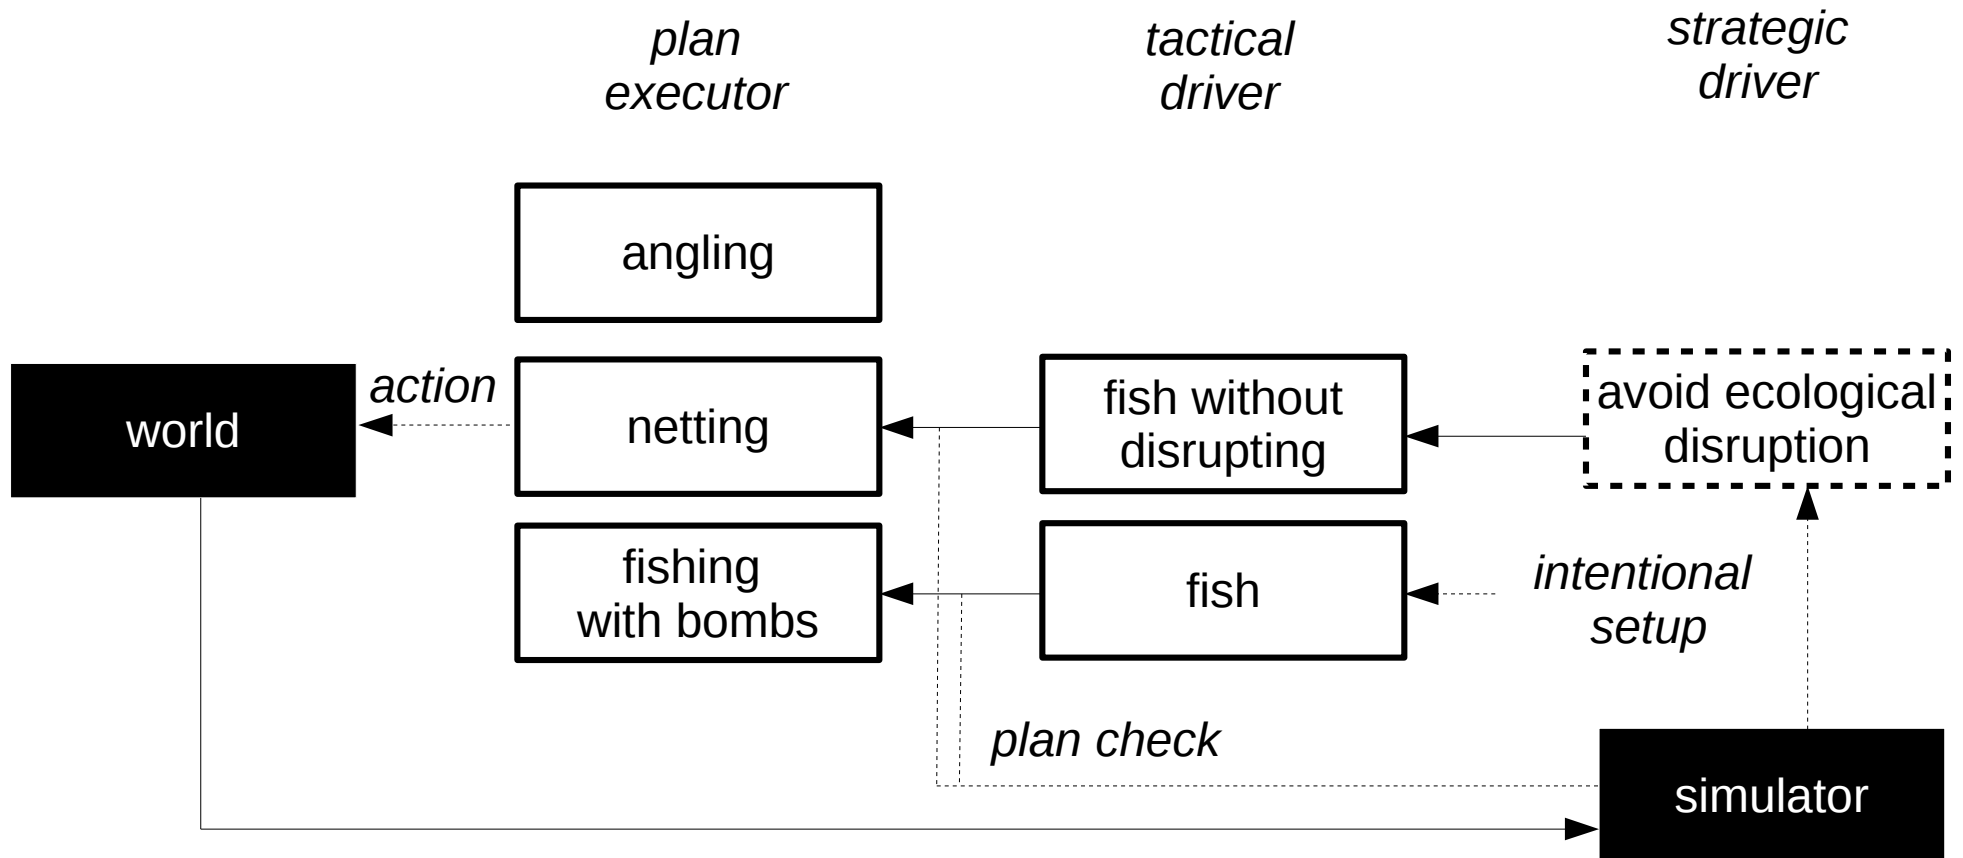 plan
executor
tactical
driver
strategic
driver
angling
world
action
netting
fish without
disrupting
avoid ecological
disruption
fishing
with bombs
fish
intentional
setup
plan check
simulator